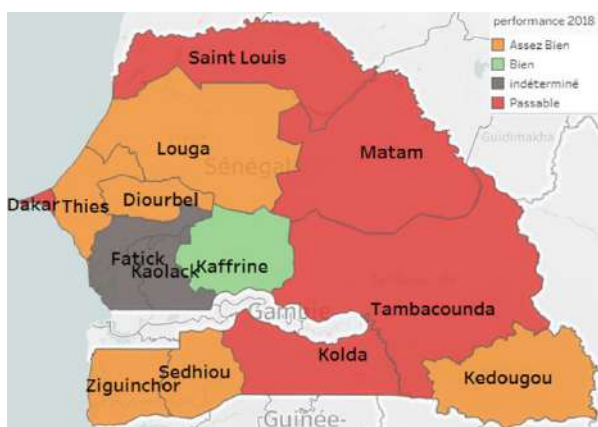 performance 2018
Assez Bien
Bien
indéterminé
Passable
Saint Louis
Guidimakha
Louga
Sénégal
Matam
Dakar
Thies
Diourbel
Fatick
Kaolack
Kaffrine
Gambie
Tambacounda
Kolda
Sedhiou
Ziguinchor
Kedougou
Guinée-